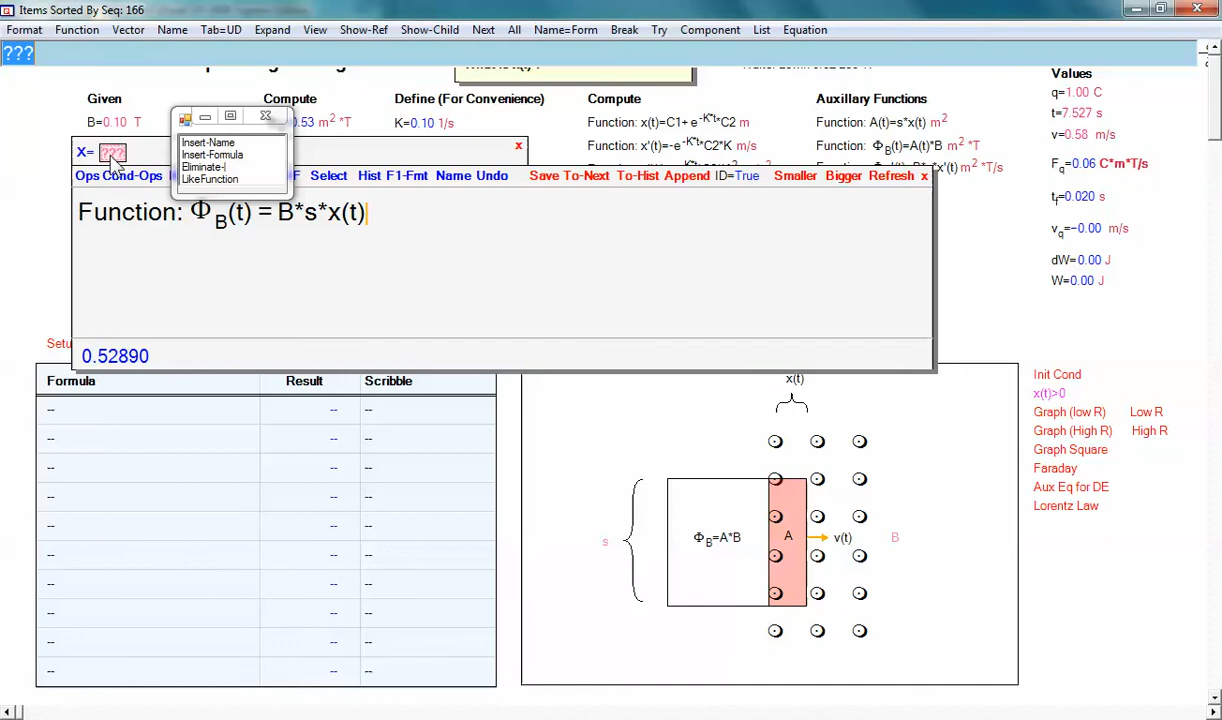 Items Sorted By Seq: 166
Format Function Vector Name Tab=UD Expand View Show-Ref Show-Child Next All Name=Form Break Try Component List Equation
???
Given
B=0.10 T
Compute
0.53 m² *T
Define (For Convenience)
K=0.10 1/s
Compute
Function: x(t)=C1+ e⁻ᴷ*ᵗ*C2 m
Function: x'(t)=-e⁻ᴷ*ᵗ*C2*K m/s
Auxillary Functions
Function: A(t)=s*x(t) m²
Values
q=1.00 C
t=7.527 s
v=0.58 m/s
F_q=0.06 C*m*T/s
t_f=0.020 s
v_q=−0.00 m/s
dW=0.00 J
W=0.00 J
X= ??? x
Insert-Name
Insert-Formula
Eliminate-|
LikeFunction
Ops Cond-Ops F Select Hist F1-Fmt Name Undo Save To-Next To-Hist Append ID=True Smaller Bigger Refresh x
Function: Φ_B(t) = B*s*x(t)
0.52890
Formula Result Scribble
-- -- --
-- -- --
-- -- --
-- -- --
-- -- --
-- -- --
-- -- --
-- -- --
-- -- --
-- -- --
x(t)
s
Φ_B=A*B
A
v(t)
B
Init Cond
x(t)>0
Graph (low R) Low R
Graph (High R) High R
Graph Square
Faraday
Aux Eq for DE
Lorentz Law